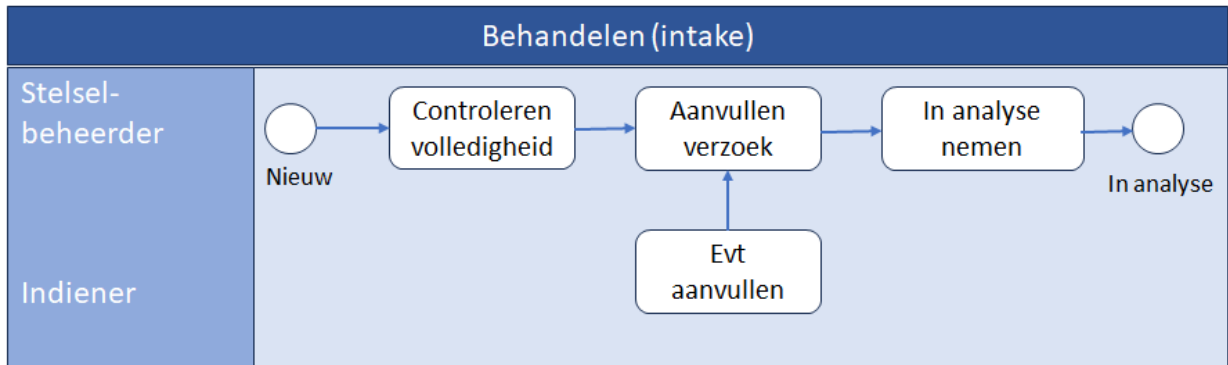 Behandelen (intake)
Stelsel-
beheerder
Nieuw
Controleren
volledigheid
Aanvullen
verzoek
In analyse
nemen
In analyse
Indiener
Evt
aanvullen